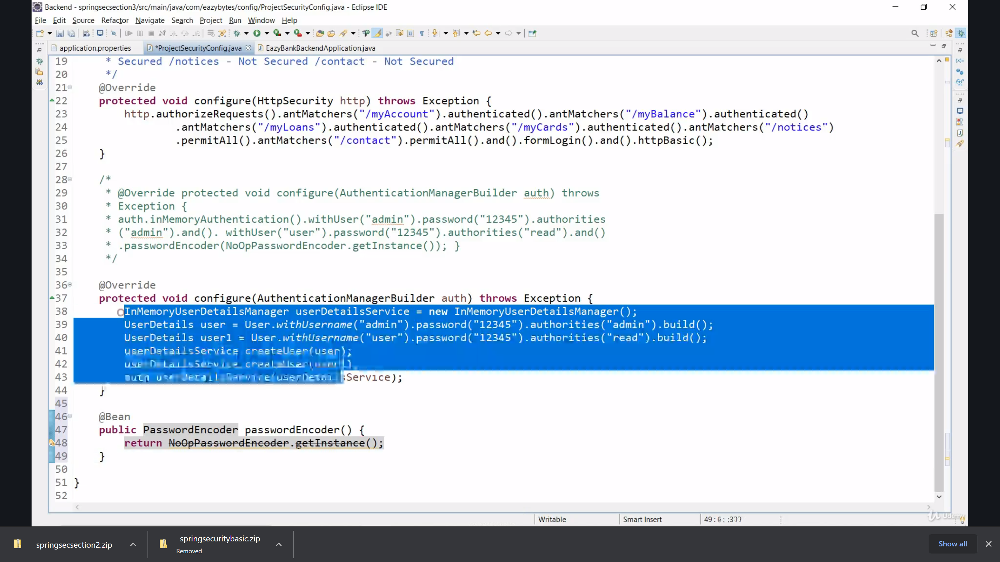 Backend - springsecsection3/src/main/java/com/eazybytes/config/ProjectSecurityConfig.java - Eclipse IDE
File Edit Source Refactor Navigate Search Project Run Window Help
application.properties *ProjectSecurityConfig.java EazyBankBackendApplication.java
19 * Secured /notices - Not Secured /contact - Not Secured
20 */
21 @Override
22 protected void configure(HttpSecurity http) throws Exception {
23 http.authorizeRequests().antMatchers("/myAccount").authenticated().antMatchers("/myBalance").authenticated()
24 .antMatchers("/myLoans").authenticated().antMatchers("/myCards").authenticated().antMatchers("/notices")
25 .permitAll().antMatchers("/contact").permitAll().and().formLogin().and().httpBasic();
26 }
27
28 /*
29 * @Override protected void configure(AuthenticationManagerBuilder auth) throws
30 * Exception {
31 * auth.inMemoryAuthentication().withUser("admin").password("12345").authorities
32 * ("admin").and(). withUser("user").password("12345").authorities("read").and()
33 * .passwordEncoder(NoOpPasswordEncoder.getInstance()); }
34 */
35
36 @Override
37 protected void configure(AuthenticationManagerBuilder auth) throws Exception {
38 InMemoryUserDetailsManager userDetailsService = new InMemoryUserDetailsManager();
39 UserDetails user = User.withUsername("admin").password("12345").authorities("admin").build();
40 UserDetails user1 = User.withUsername("user").password("12345").authorities("read").build();
41 userDetailsService createUser(user);
42 userDetailsService
43 userDetailsService(userDetailsService);
44 }
45
46 @Bean
47 public PasswordEncoder passwordEncoder() {
48 return NoOpPasswordEncoder.getInstance();
49 }
50
51 }
52
Writable Smart Insert 49 : 6 :
Udemy
springsecsection2.zip springsecuritybasic.zip Show all
Removed